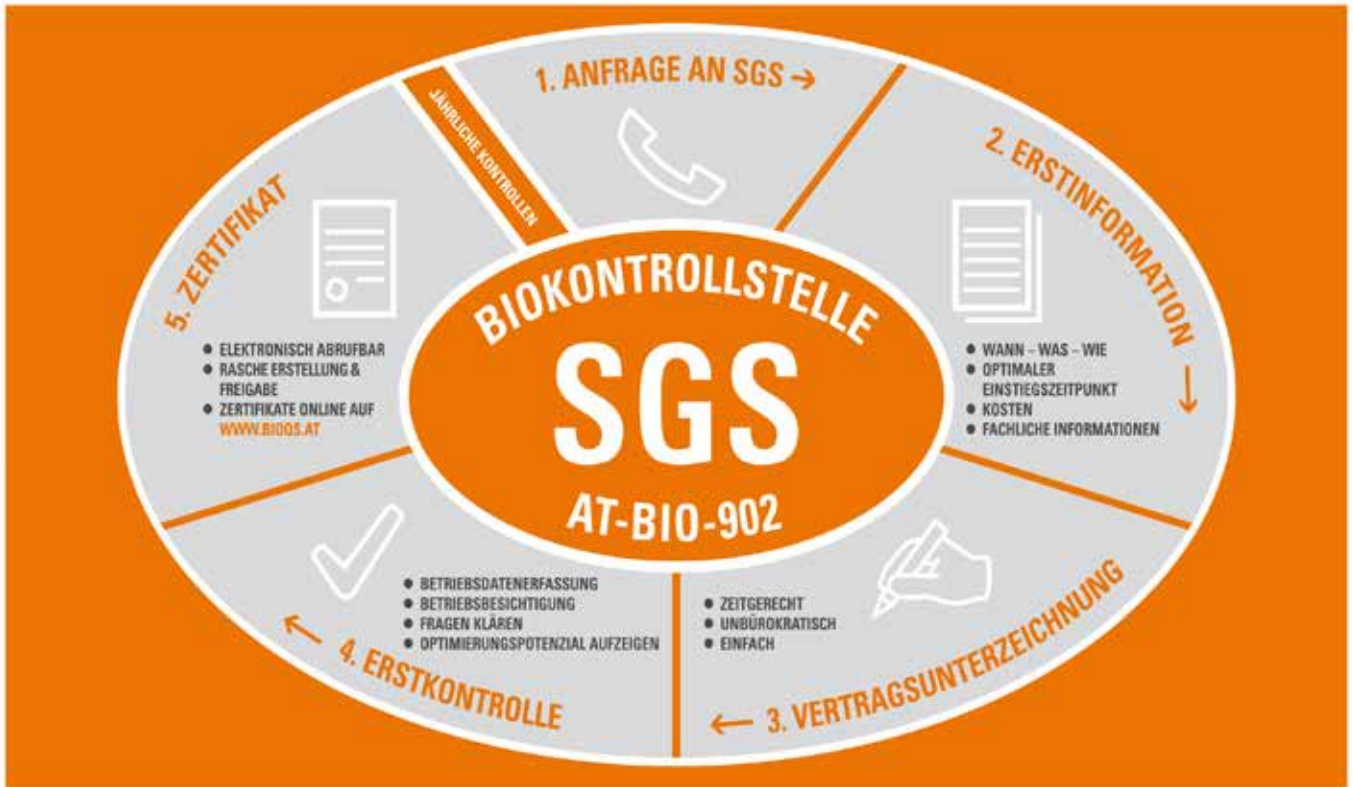 1. ANFRAGE AN SGS →
JÄHRLICHE KONTROLLEN
2. ERSTINFORMATION →
● WANN – WAS – WIE
● OPTIMALER
EINSTIEGSZEITPUNKT
● KOSTEN
● FACHLICHE INFORMATIONEN
← 3. VERTRAGSUNTERZEICHNUNG
● ZEITGERECHT
● UNBÜROKRATISCH
● EINFACH
← 4. ERSTKONTROLLE
● BETRIEBSDATENERFASSUNG
● BETRIEBSBESICHTIGUNG
● FRAGEN KLÄREN
● OPTIMIERUNGSPOTENZIAL AUFZEIGEN
5. ZERTIFIKAT
● ELEKTRONISCH ABRUFBAR
● RASCHE ERSTELLUNG &
FREIGABE
● ZERTIFIKATE ONLINE AUF
WWW.BIOQS.AT
BIOKONTROLLSTELLE
SGS
AT-BIO-902